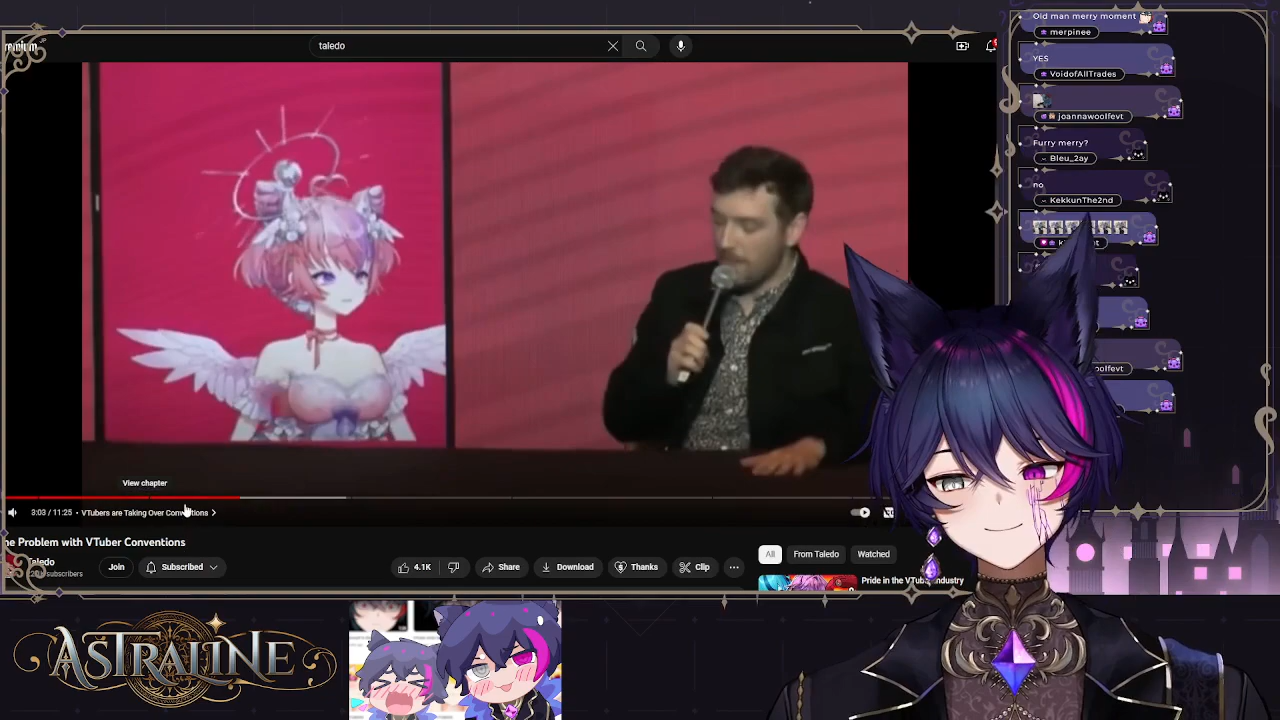 taledo
View chapter
3:03 / 11:25 • VTubers are Taking Over Conventions >
he Problem with VTuber Conventions
Taledo
subscribers
Join
Subscribed
4.1K
Share
Download
Thanks
Clip
All
From Taledo
Watched
Pride in the VTuber Industry
Old man merry moment
merpinee
YES
VoidofAllTrades
joannawoolfevt
Furry merry?
Bleu_2ay
no
KekkunThe2nd
oolfevt
ASTRALINE